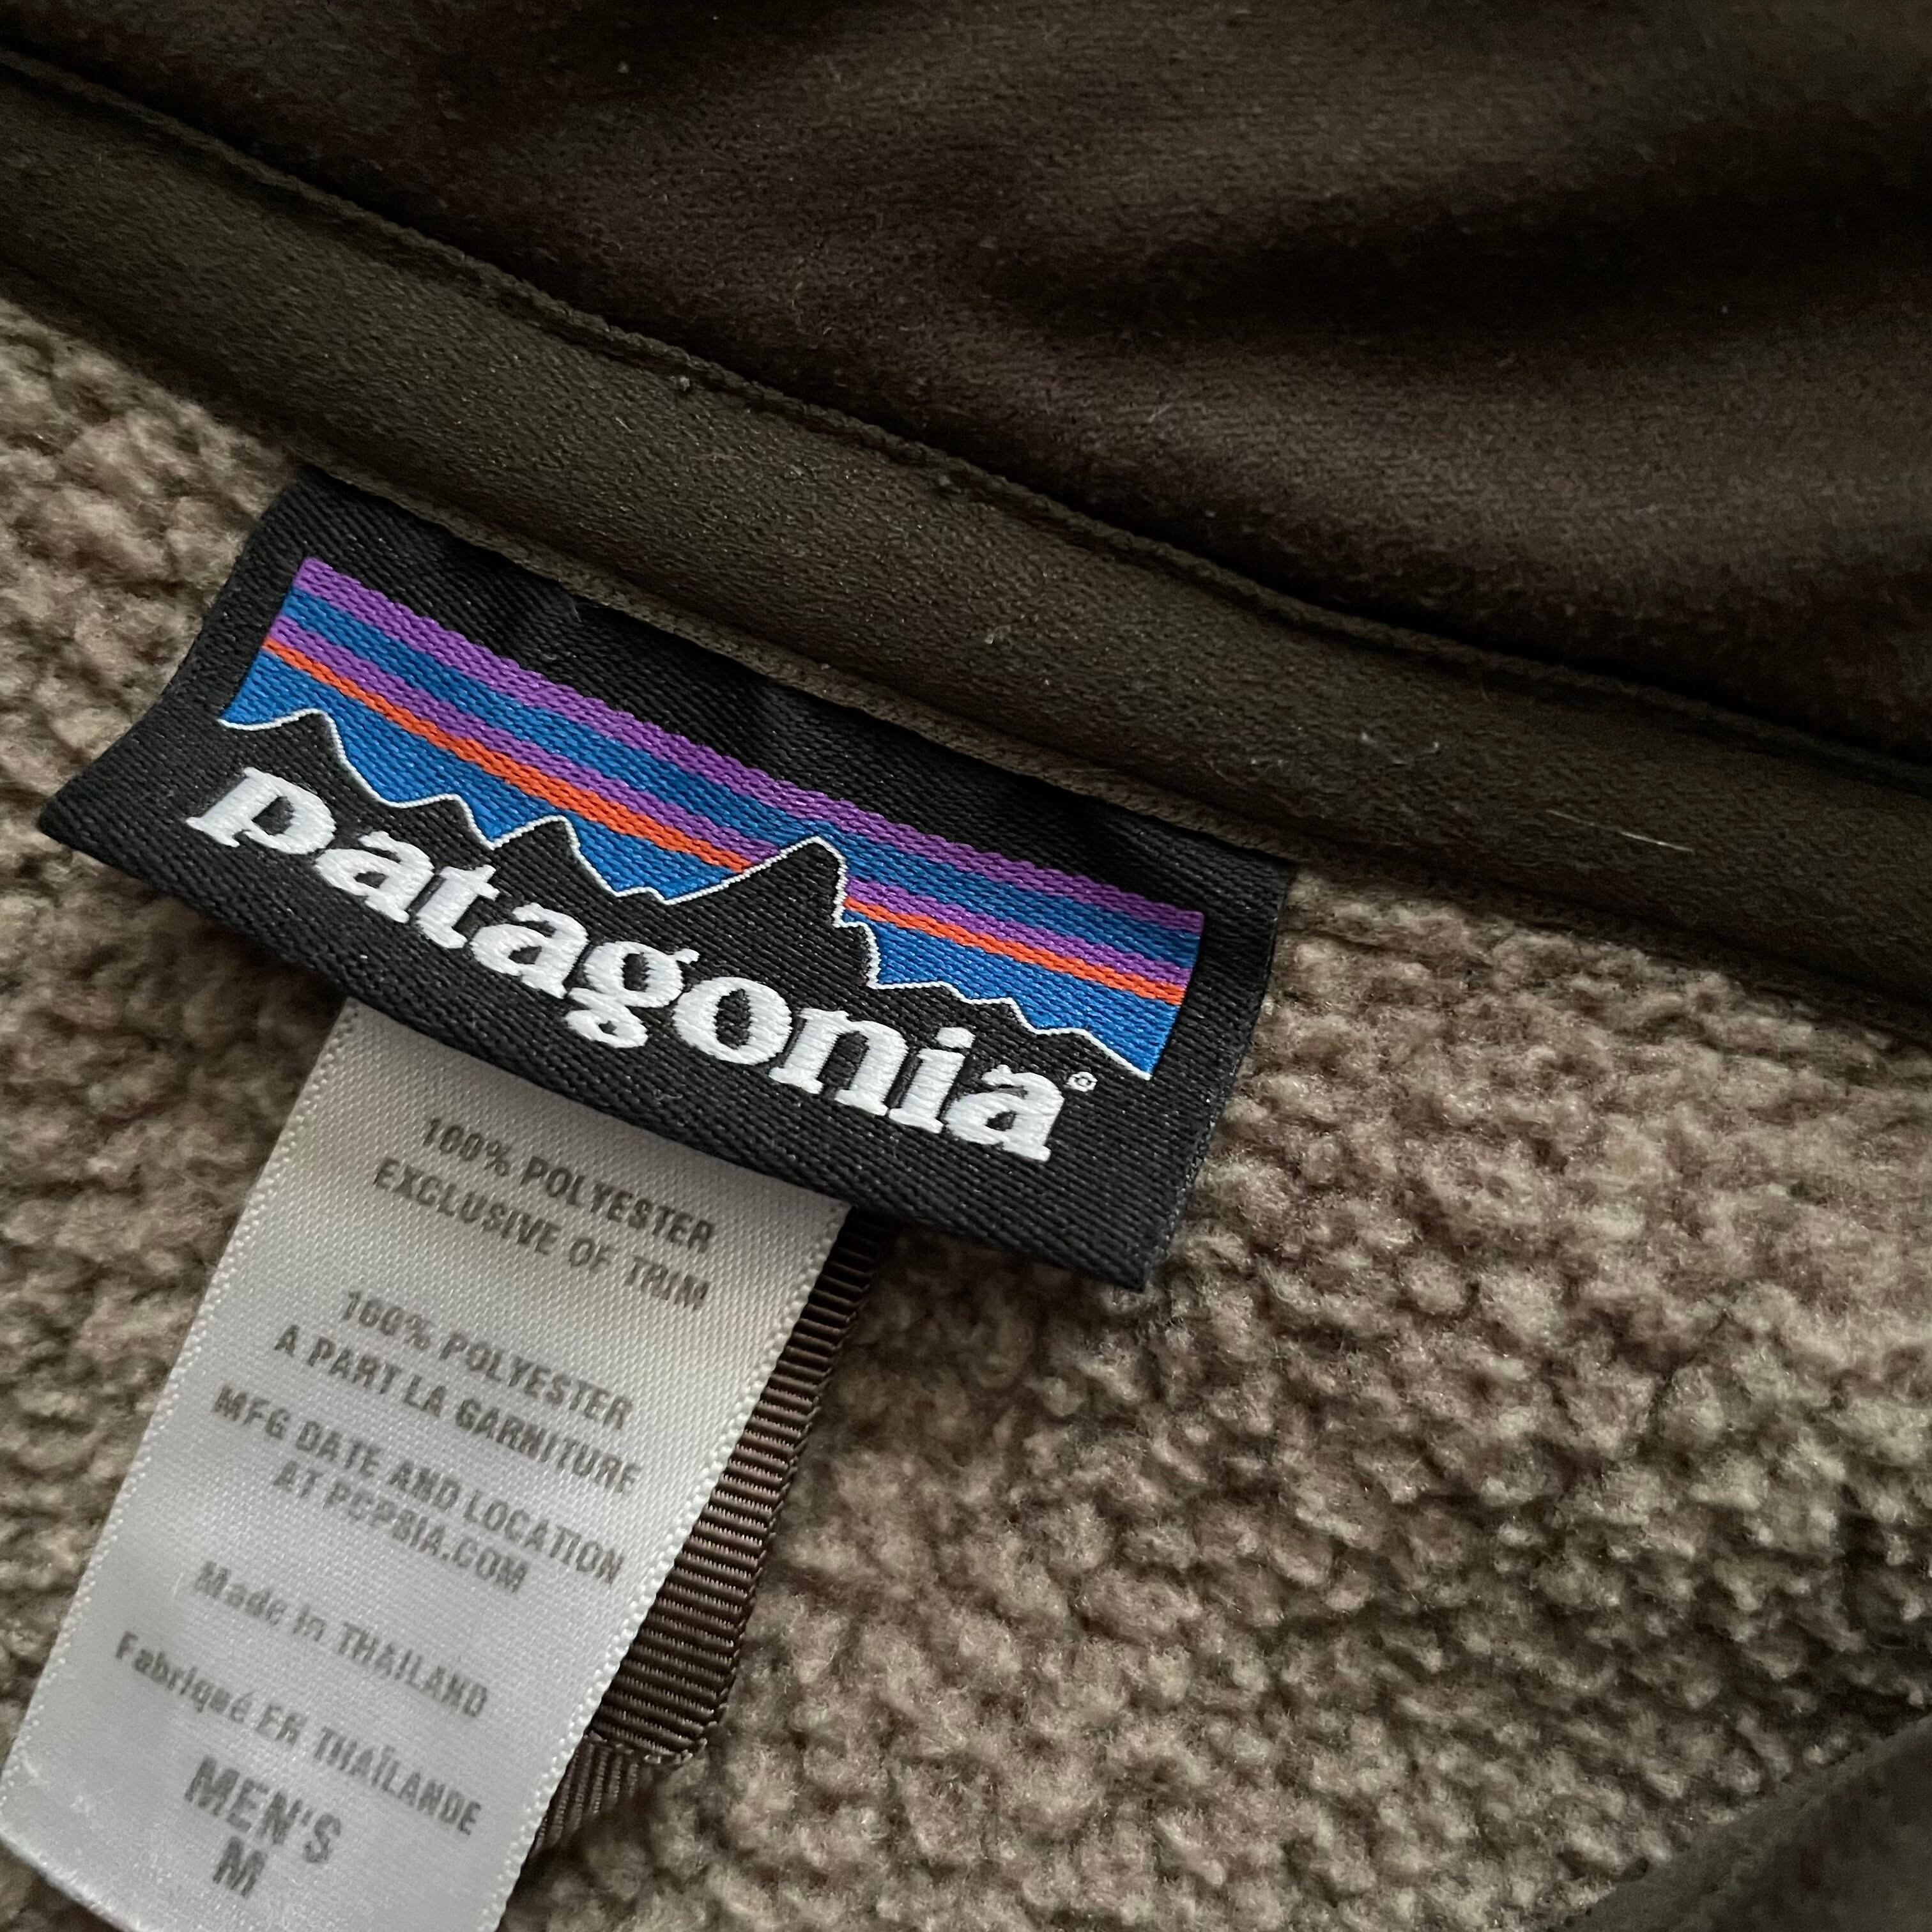 patagonia®
100% POLYESTER
EXCLUSIVE OF TRIM
100% POLYESTER
A PART LA GARNITURE
MFG DATE AND LOCATION
AT PCPSIA.COM
Made in THAILAND
Fabriqué EN THAÏLANDE
MEN'S
M